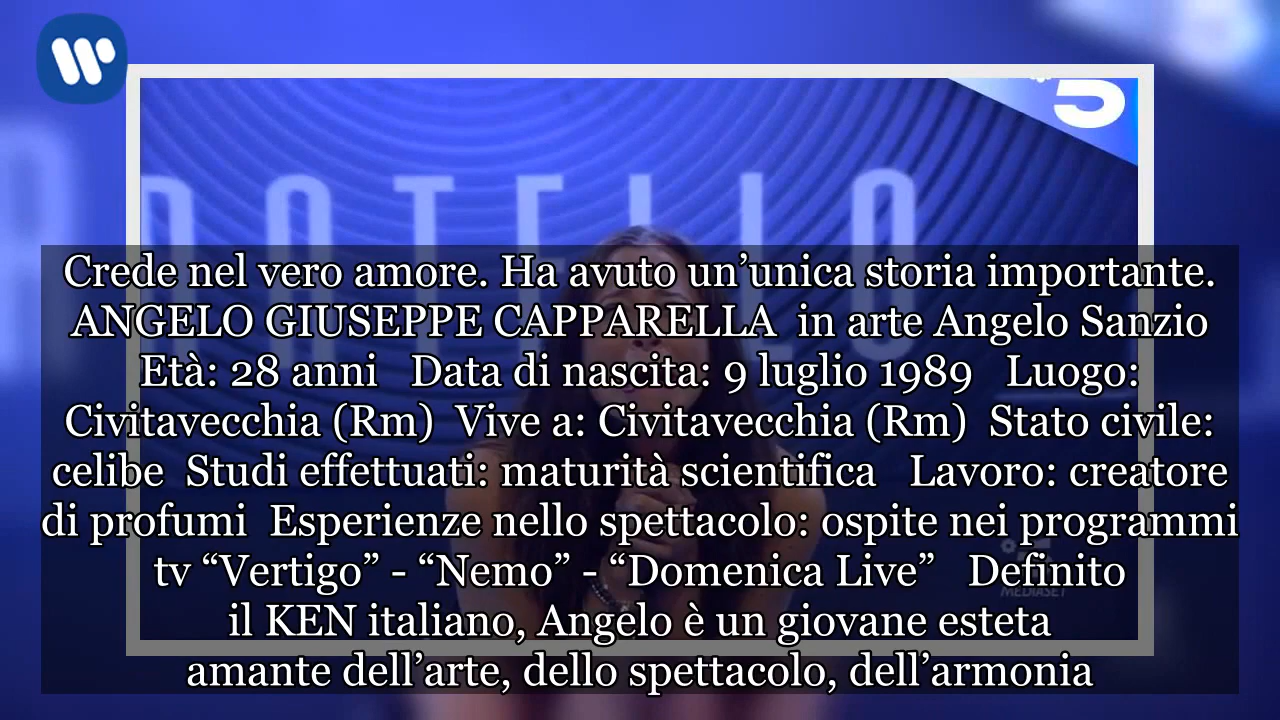 5
Crede nel vero amore. Ha avuto un’unica storia importante.
ANGELO GIUSEPPE CAPPARELLA  in arte Angelo Sanzio
Età: 28 anni   Data di nascita: 9 luglio 1989   Luogo:
Civitavecchia (Rm)  Vive a: Civitavecchia (Rm)  Stato civile:
celibe  Studi effettuati: maturità scientifica   Lavoro: creatore
di profumi  Esperienze nello spettacolo: ospite nei programmi
tv “Vertigo” - “Nemo” - “Domenica Live”   Definito
il KEN italiano, Angelo è un giovane esteta
amante dell’arte, dello spettacolo, dell’armonia
MEDIASET